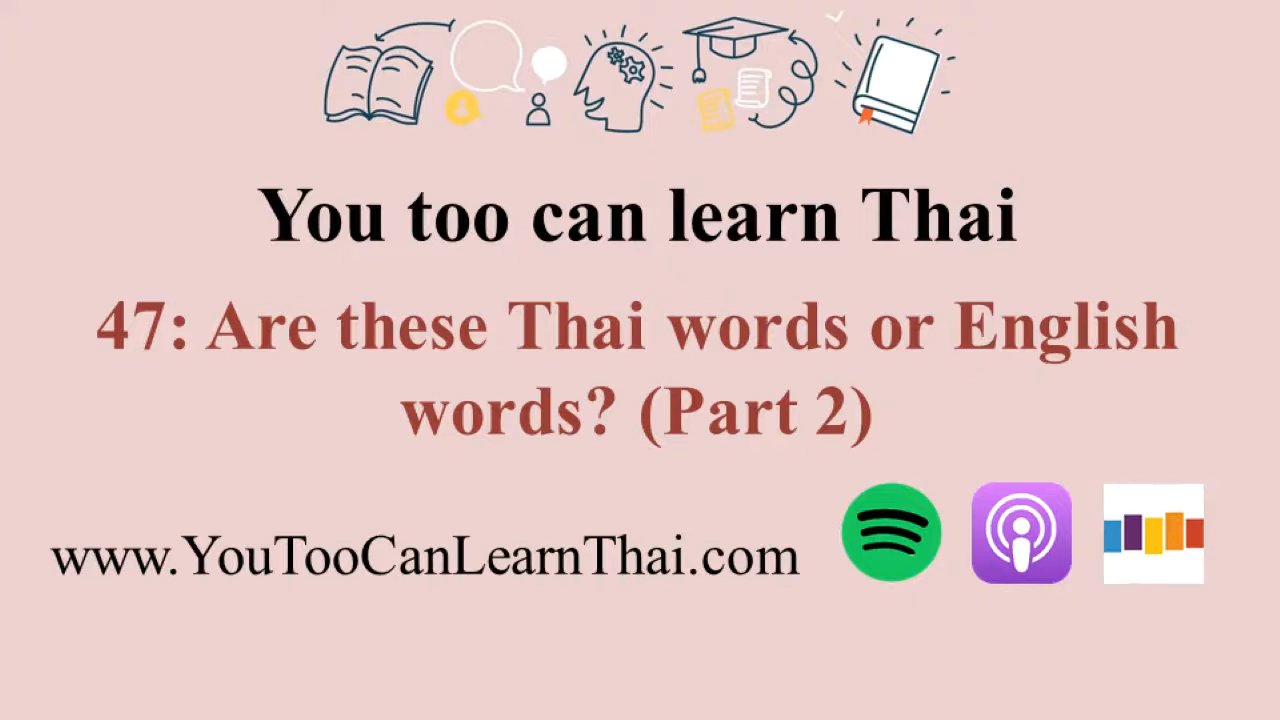 You too can learn Thai
47: Are these Thai words or English
words? (Part 2)
www.YouTooCanLearnThai.com